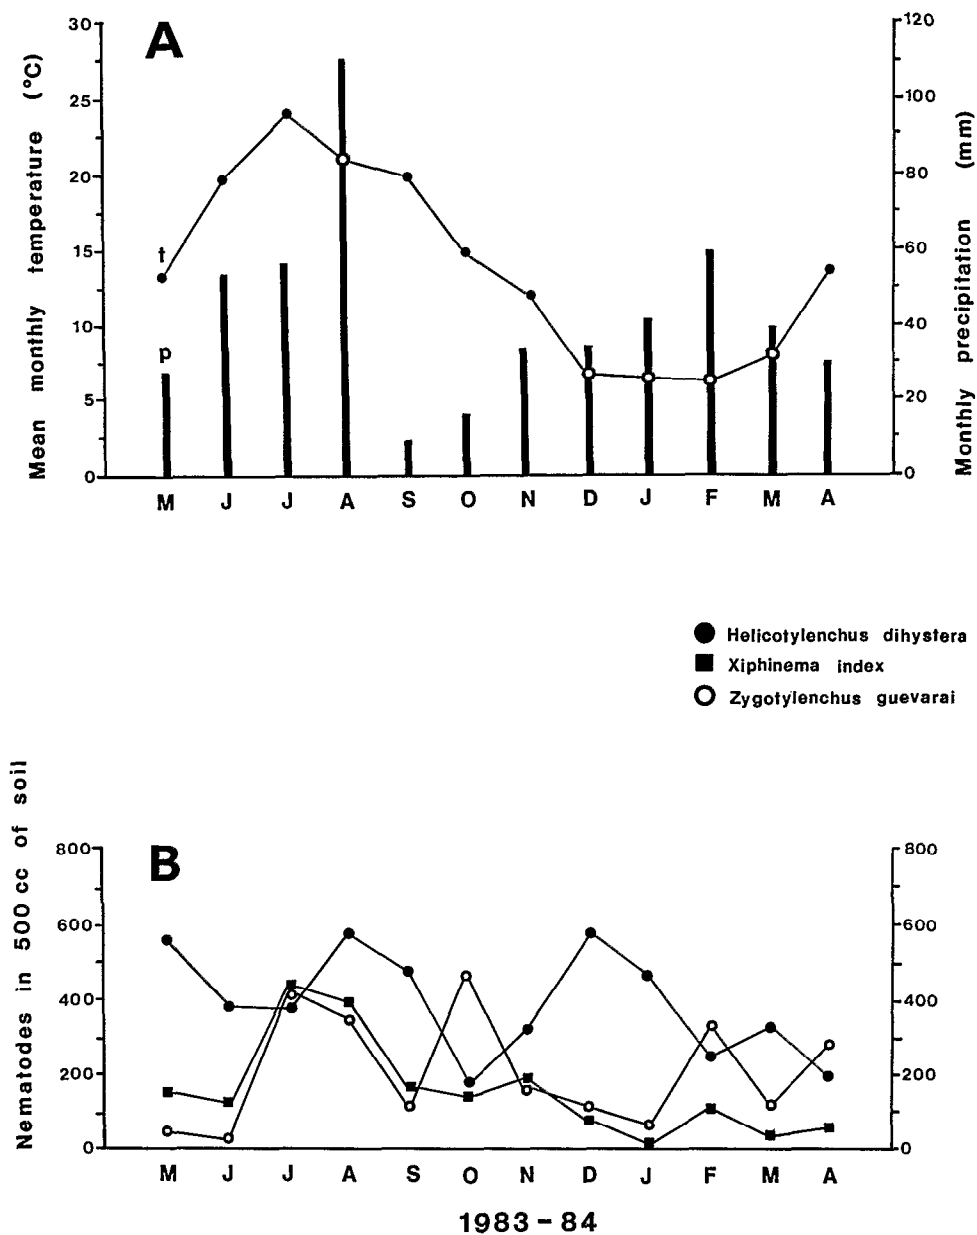 A
Mean monthly temperature (°C)
30
25
20
15
10
5
0
t
p
120
100
80
60
40
20
0
Monthly precipitation (mm)
M J J A S O N D J F M A
Helicotylenchus dihystera
Xiphinema index
Zygotylenchus guevarai
B
Nematodes in 500 cc of soil
800
600
400
200
0
800
600
400
200
0
M J J A S O N D J F M A
1983-84